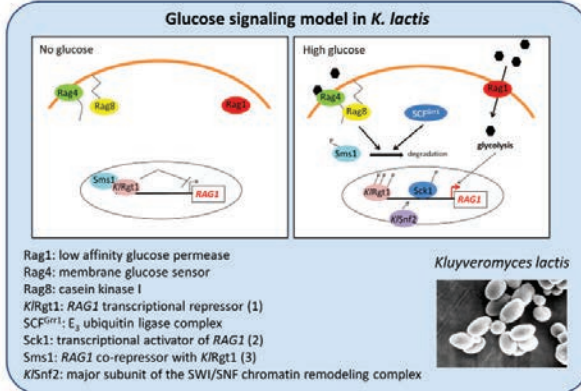 Glucose signaling model in K. lactis
No glucose
Rag4
Rag8
Rag1
Sms1
KlRgt1
RAG1
High glucose
Rag4
Rag8
SCFGrr1
Rag1
Sms1
degradation
glycolysis
KlRgt1
Sck1
RAG1
KlSnf2
Rag1: low affinity glucose permease
Rag4: membrane glucose sensor
Rag8: casein kinase I
KlRgt1: RAG1 transcriptional repressor (1)
SCFGrr1: E3 ubiquitin ligase complex
Sck1: transcriptional activator of RAG1 (2)
Sms1: RAG1 co-repressor with KlRgt1 (3)
KlSnf2: major subunit of the SWI/SNF chromatin remodeling complex
Kluyveromyces lactis